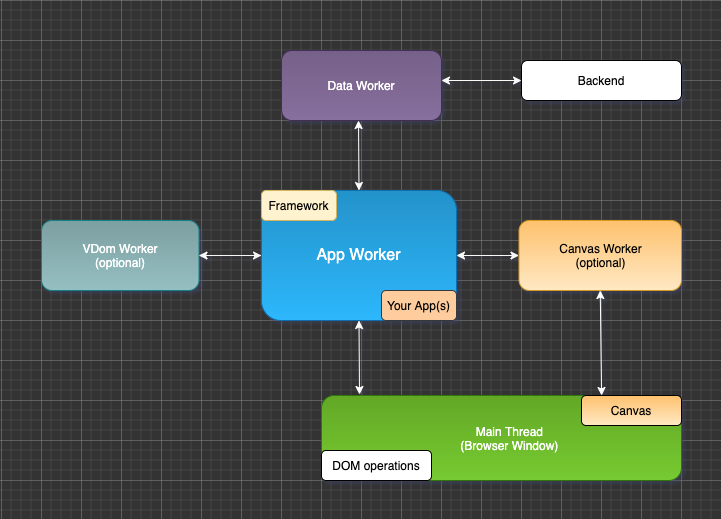 Data Worker
Backend
Framework
VDom Worker
(optional)
App Worker
Canvas Worker
(optional)
Your App(s)
Canvas
Main Thread
(Browser Window)
DOM operations